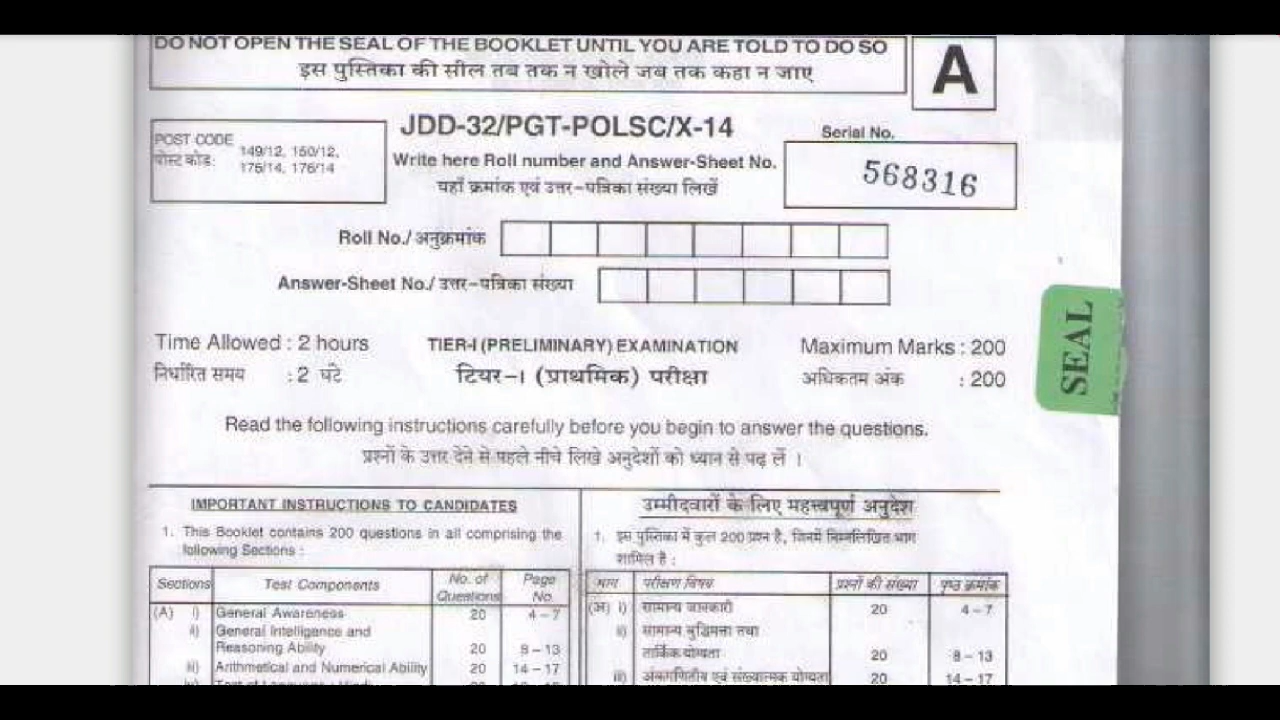 DO NOT OPEN THE SEAL OF THE BOOKLET UNTIL YOU ARE TOLD TO DO SO
इस पुस्तिका की सील तब तक न खोले जब तक कहा न जाए
A
POST CODE
पोस्ट कोड:
149/12, 150/12,
175/14, 176/14
JDD-32/PGT-POLSC/X-14
Write here Roll number and Answer-Sheet No.
यहाँ क्रमांक एवं उत्तर-पत्रिका संख्या लिखें
Serial No.
568316
Roll No./ अनुक्रमांक
Answer-Sheet No./ उत्तर-पत्रिका संख्या
Time Allowed : 2 hours TIER-I (PRELIMINARY) EXAMINATION Maximum Marks : 200
निर्धारित समय : 2 घंटे टियर-I (प्राथमिक) परीक्षा अधिकतम अंक : 200
SEAL
Read the following instructions carefully before you begin to answer the questions.
प्रश्नों के उत्तर देने से पहले नीचे लिखे अनुदेशों को ध्यान से पढ़ लें ।
IMPORTANT INSTRUCTIONS TO CANDIDATES
1. This Booklet contains 200 questions in all comprising the
following Sections :
Sections Test Components No. of Questions Page No.
(A) i) General Awareness 20 4 – 7
ii) General Intelligence and
Reasoning Ability 20 8 – 13
iii) Arithmetical and Numerical Ability 20 14 – 17
उम्मीदवारों के लिए महत्त्वपूर्ण अनुदेश
1. इस पुस्तिका में कुल 200 प्रश्न है, जिनमें निम्नलिखित भाग
शामिल है :
भाग परीक्षण विषय प्रश्नों की संख्या पृष्ठ क्रमांक
(अ) i) सामान्य जानकारी 20 4 – 7
ii) सामान्य बुद्धिमत्ता तथा
तार्किक योग्यता 20 8 – 13
iii) अंकगणितीय एवं संख्यात्मक योग्यता 20 14 – 17